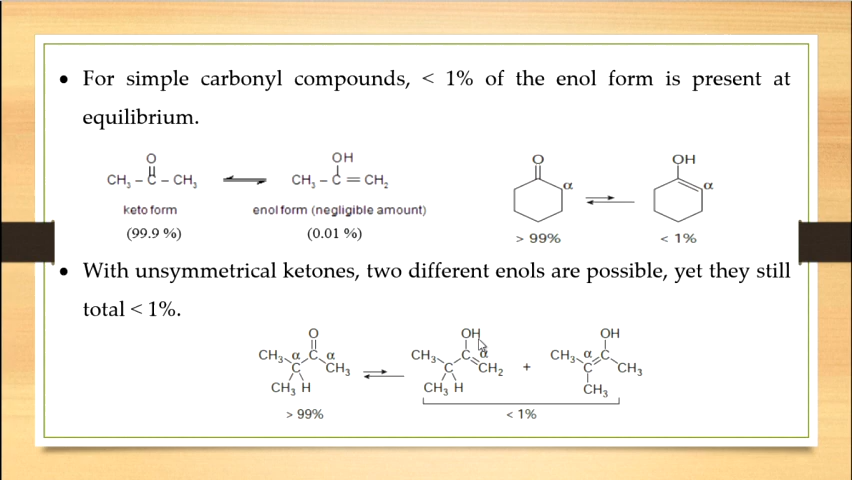 • For simple carbonyl compounds, < 1% of the enol form is present at
equilibrium.
O
CH₃ – C – CH₃
keto form
(99.9 %)
OH
CH₃ – C = CH₂
enol form (negligible amount)
(0.01 %)
O
α
> 99%
OH
α
< 1%
• With unsymmetrical ketones, two different enols are possible, yet they still
total < 1%.
O
CH₃ α C α
C CH₃
CH₃ H
> 99%
OH
CH₃ C α
C CH₂
CH₃ H
+
OH
CH₃ α C
C CH₃
CH₃
< 1%